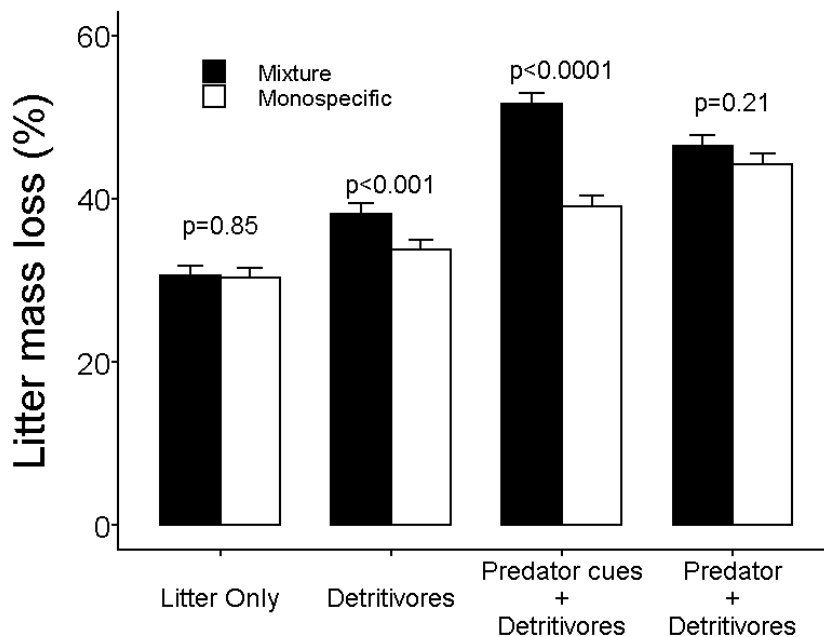 Litter mass loss (%)
60
40
20
0
Mixture
Monospecific
p=0.85
p<0.001
p<0.0001
p=0.21
Litter Only
Detritivores
Predator cues
+
Detritivores
Predator
+
Detritivores